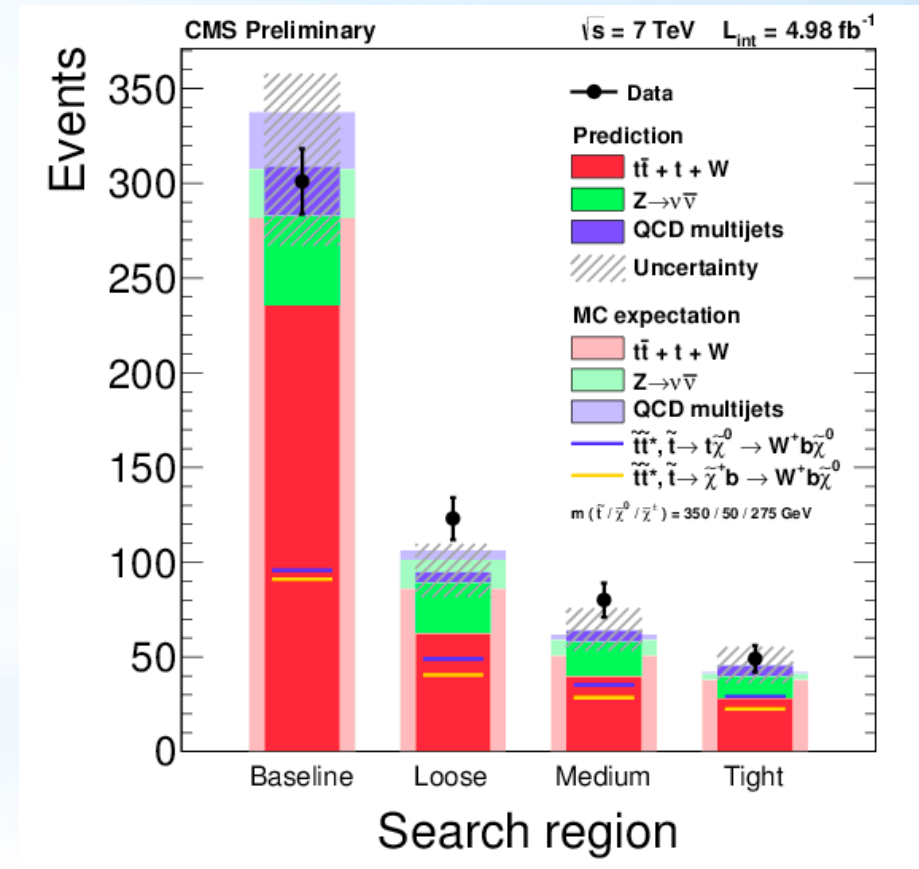 CMS Preliminary √s = 7 TeV L_int = 4.98 fb⁻¹
Events
350
300
250
200
150
100
50
0
Data
Prediction
tt̄ + t + W
Z→νν̄
QCD multijets
Uncertainty
MC expectation
tt̄ + t + W
Z→νν̄
QCD multijets
t̃t̃*, t̃→ tχ̃⁰ → W⁺bχ̃⁰
t̃t̃*, t̃→ χ̃⁺b → W⁺bχ̃⁰
m ( t̃ / χ̃⁰ / χ̃± ) = 350 / 50 / 275 GeV
Baseline Loose Medium Tight
Search region